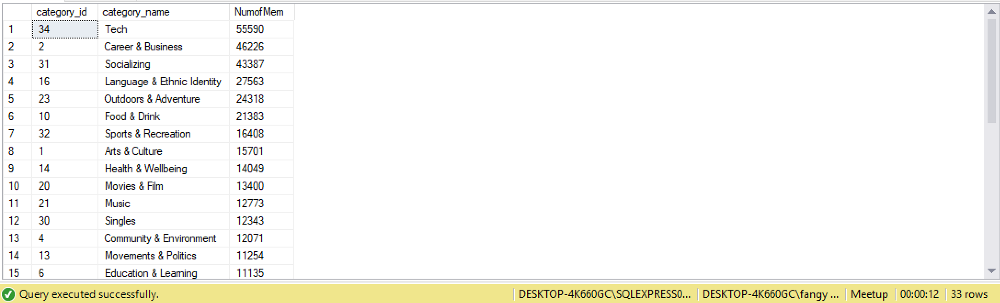 category_id category_name NumofMem
1 34 Tech 55590
2 2 Career & Business 46226
3 31 Socializing 43387
4 16 Language & Ethnic Identity 27563
5 23 Outdoors & Adventure 24318
6 10 Food & Drink 21383
7 32 Sports & Recreation 16408
8 1 Arts & Culture 15701
9 14 Health & Wellbeing 14049
10 20 Movies & Film 13400
11 21 Music 12773
12 30 Singles 12343
13 4 Community & Environment 12071
14 13 Movements & Politics 11254
15 6 Education & Learning 11135
Query executed successfully. DESKTOP-4K660GC\SQLEXPRESS0... DESKTOP-4K660GC\fangy ... Meetup 00:00:12 33 rows